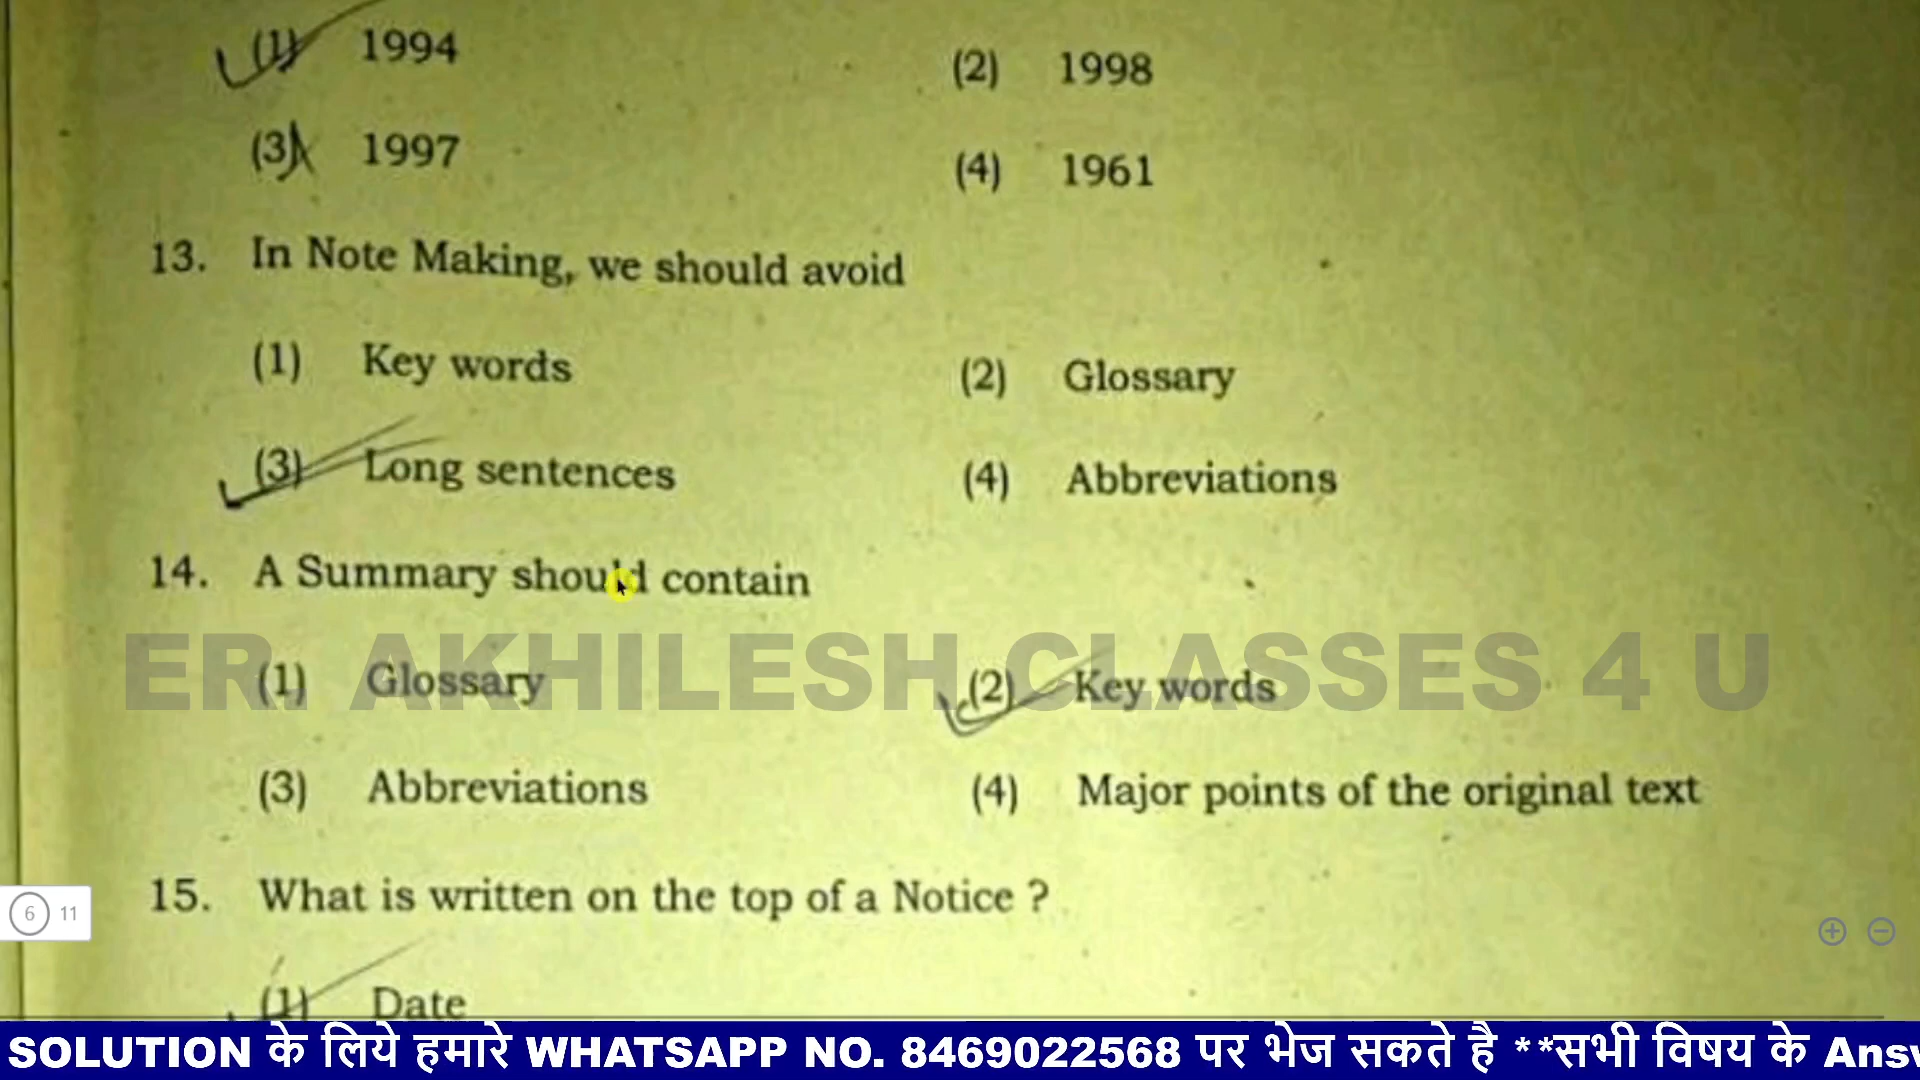 (1) 1994 (2) 1998
(3) 1997 (4) 1961
13. In Note Making, we should avoid
(1) Key words (2) Glossary
(3) Long sentences (4) Abbreviations
14. A Summary should contain
ER. AKHILESH CLASSES 4 U
(1) Glossary (2) Key words
(3) Abbreviations (4) Major points of the original text
15. What is written on the top of a Notice ?
6 11
(1) Date
SOLUTION के लिये हमारे WHATSAPP NO. 8469022568 पर भेज सकते है **सभी विषय के Answ